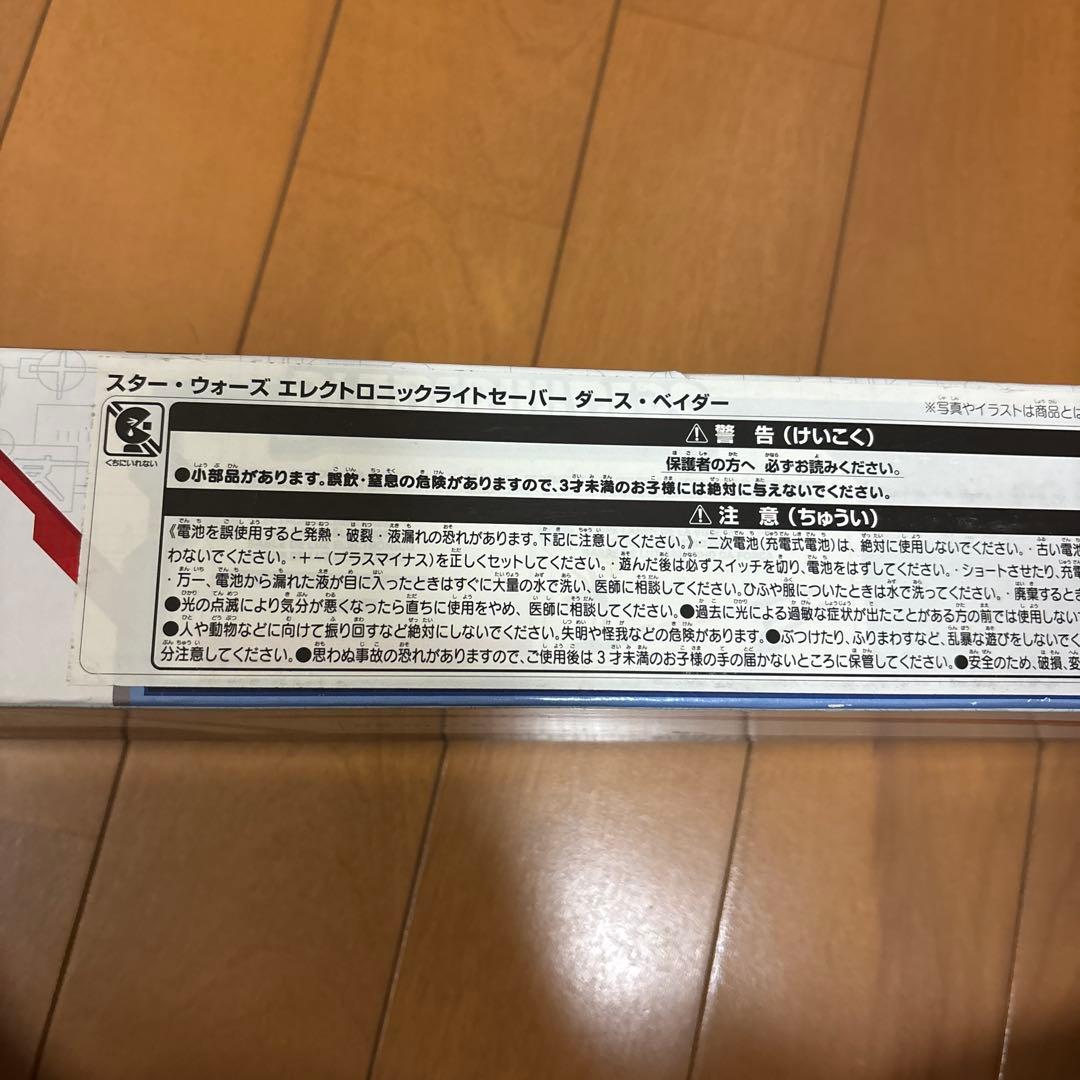 スター・ウォーズ エレクトロニックライトセーバー ダース・ベイダー
※写真やイラストは商品とは
くちにいれない
⚠ 警 告(けいこく)
保護者の方へ 必ずお読みください。
●小部品があります。誤飲・窒息の危険がありますので、3才未満のお子様には絶対に与えないでください。
⚠ 注 意(ちゅうい)
《電池を誤使用すると発熱・破裂・液漏れの恐れがあります。下記に注意してください。》・二次電池(充電式電池)は、絶対に使用しないでください。・古い電池
わないでください。・+-(プラスマイナス)を正しくセットしてください。・遊んだ後は必ずスイッチを切り、電池をはずしてください。・ショートさせたり、充電
・万一、電池から漏れた液が目に入ったときはすぐに大量の水で洗い、医師に相談してください。ひふや服についたときは水で洗ってください。・廃棄するとき
●光の点滅により気分が悪くなったら直ちに使用をやめ、医師に相談してください。●過去に光による過敏な症状が出たことがある方の前では使用しない
●人や動物などに向けて振り回すなど絶対にしないでください。失明や怪我などの危険があります。●ぶつけたり、ふりまわすなど、乱暴な遊びをしないでく
分注意してください。●思わぬ事故の恐れがありますので、ご使用後は3才未満のお子様の手の届かないところに保管してください。●安全のため、破損、変